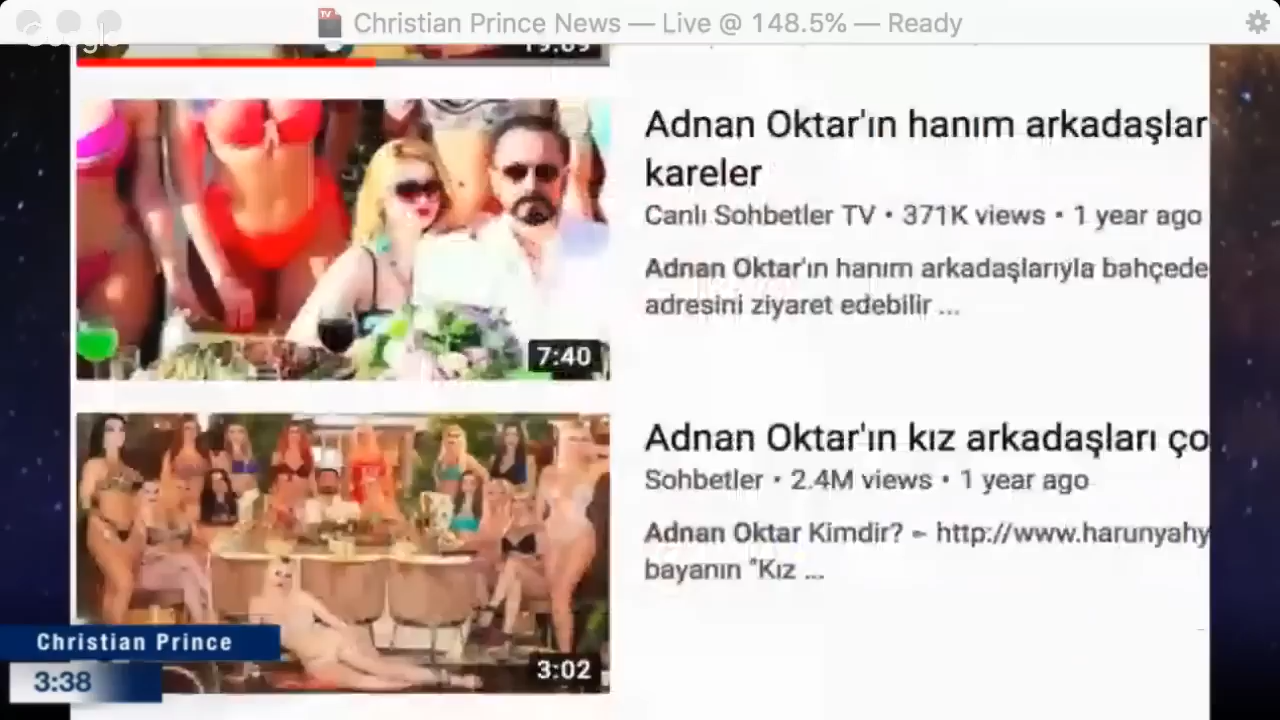 Christian Prince News — Live @ 148.5% — Ready
Google
Adnan Oktar'ın hanım arkadaşlar
kareler
Canlı Sohbetler TV • 371K views • 1 year ago
Adnan Oktar'ın hanım arkadaşlarıyla bahçede
adresini ziyaret edebilir ...
7:40
Adnan Oktar'ın kız arkadaşları ço
Sohbetler • 2.4M views • 1 year ago
Adnan Oktar Kimdir? - http://www.harunyahy
bayanın "Kız ...
3:02
Christian Prince
3:38